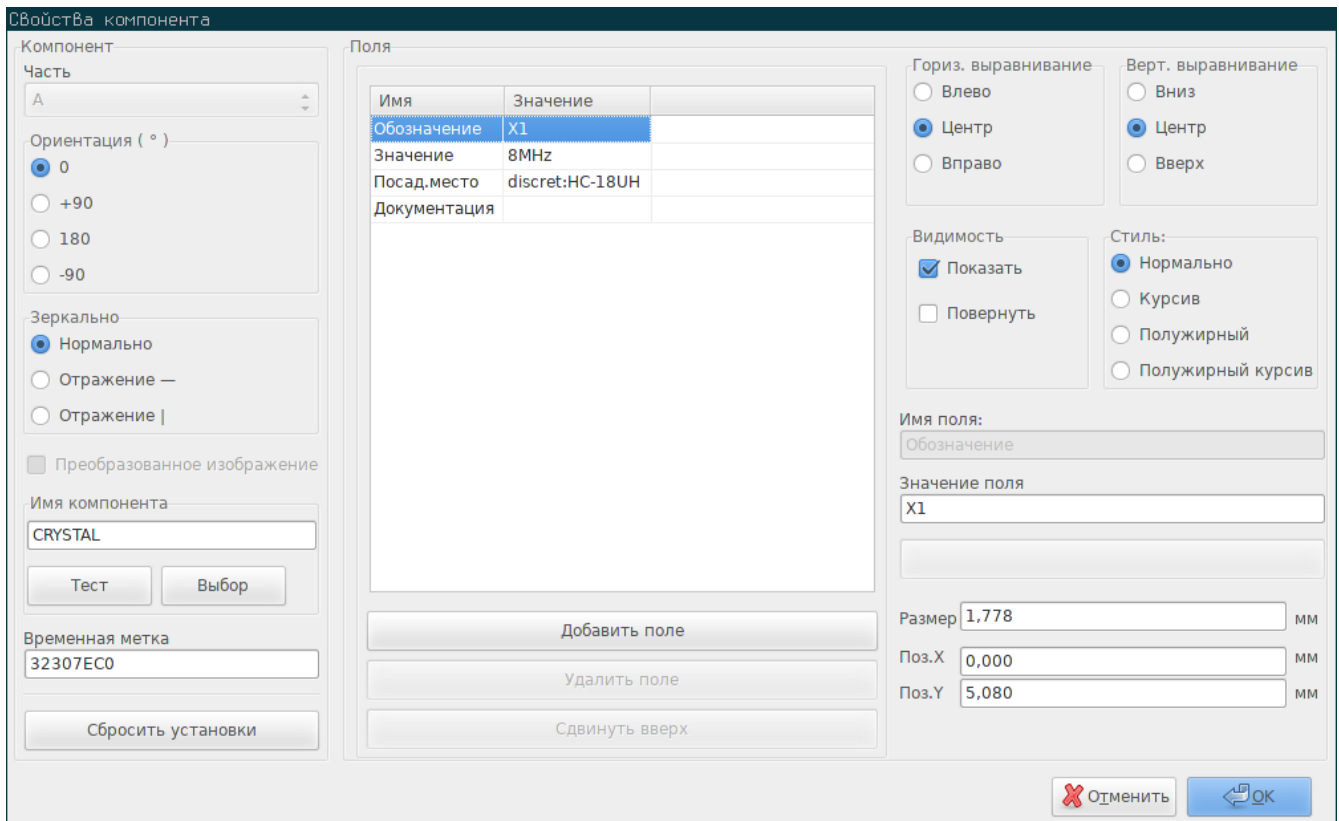 Свойства компонента
Компонент
Часть
A
Ориентация ( ° )
0
+90
180
-90
Зеркально
Нормально
Отражение —
Отражение |
Преобразованное изображение
Имя компонента
CRYSTAL
Тест Выбор
Временная метка
32307EC0
Сбросить установки
Поля
Имя Значение
Обозначение X1
Значение 8MHz
Посад.место discret:HC-18UH
Документация
Добавить поле
Удалить поле
Сдвинуть вверх
Гориз. выравнивание
Влево
Центр
Вправо
Верт. выравнивание
Вниз
Центр
Вверх
Видимость
Показать
Повернуть
Стиль:
Нормально
Курсив
Полужирный
Полужирный курсив
Имя поля:
Обозначение
Значение поля
X1
Размер 1,778 мм
Поз.X 0,000 мм
Поз.Y 5,080 мм
Отменить OK